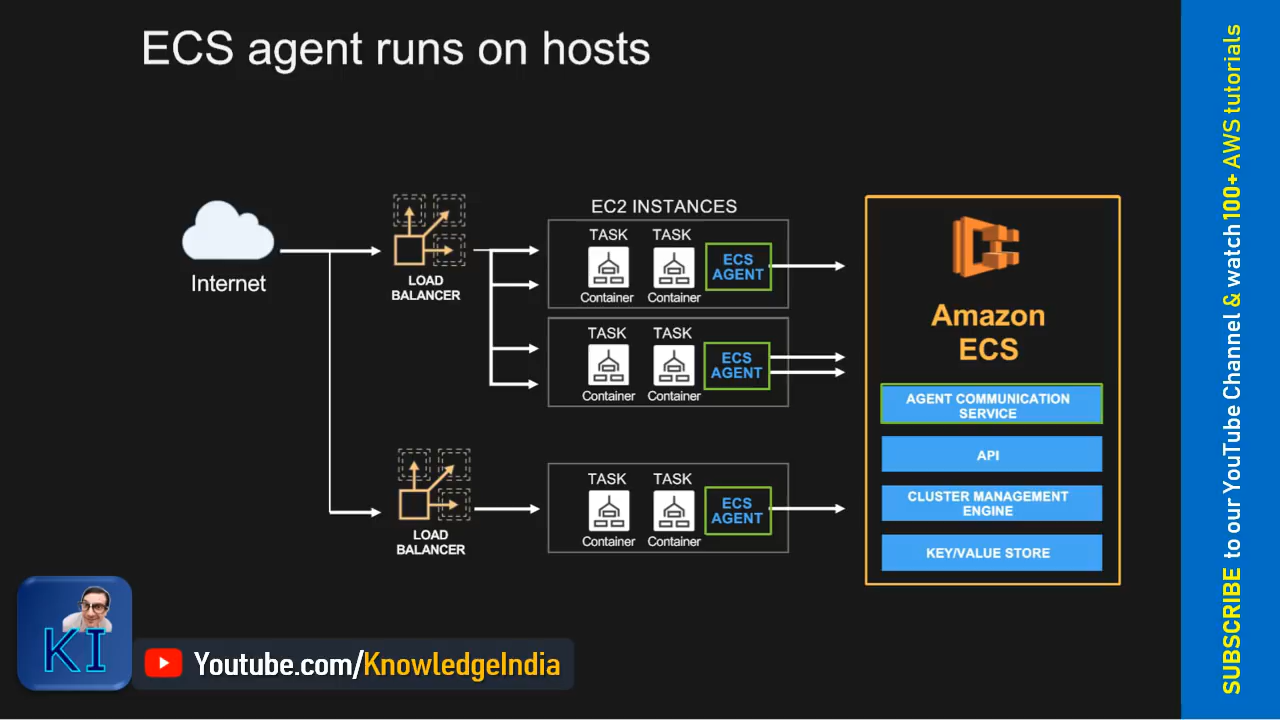 ECS agent runs on hosts
Internet
LOAD
BALANCER
EC2 INSTANCES
TASK TASK
Container Container
ECS
AGENT
TASK TASK
Container Container
ECS
AGENT
LOAD
BALANCER
TASK TASK
Container Container
ECS
AGENT
Amazon
ECS
AGENT COMMUNICATION
SERVICE
API
CLUSTER MANAGEMENT
ENGINE
KEY/VALUE STORE
KI
Youtube.com/KnowledgeIndia
SUBSCRIBE to our YouTube Channel & watch 100+ AWS tutorials